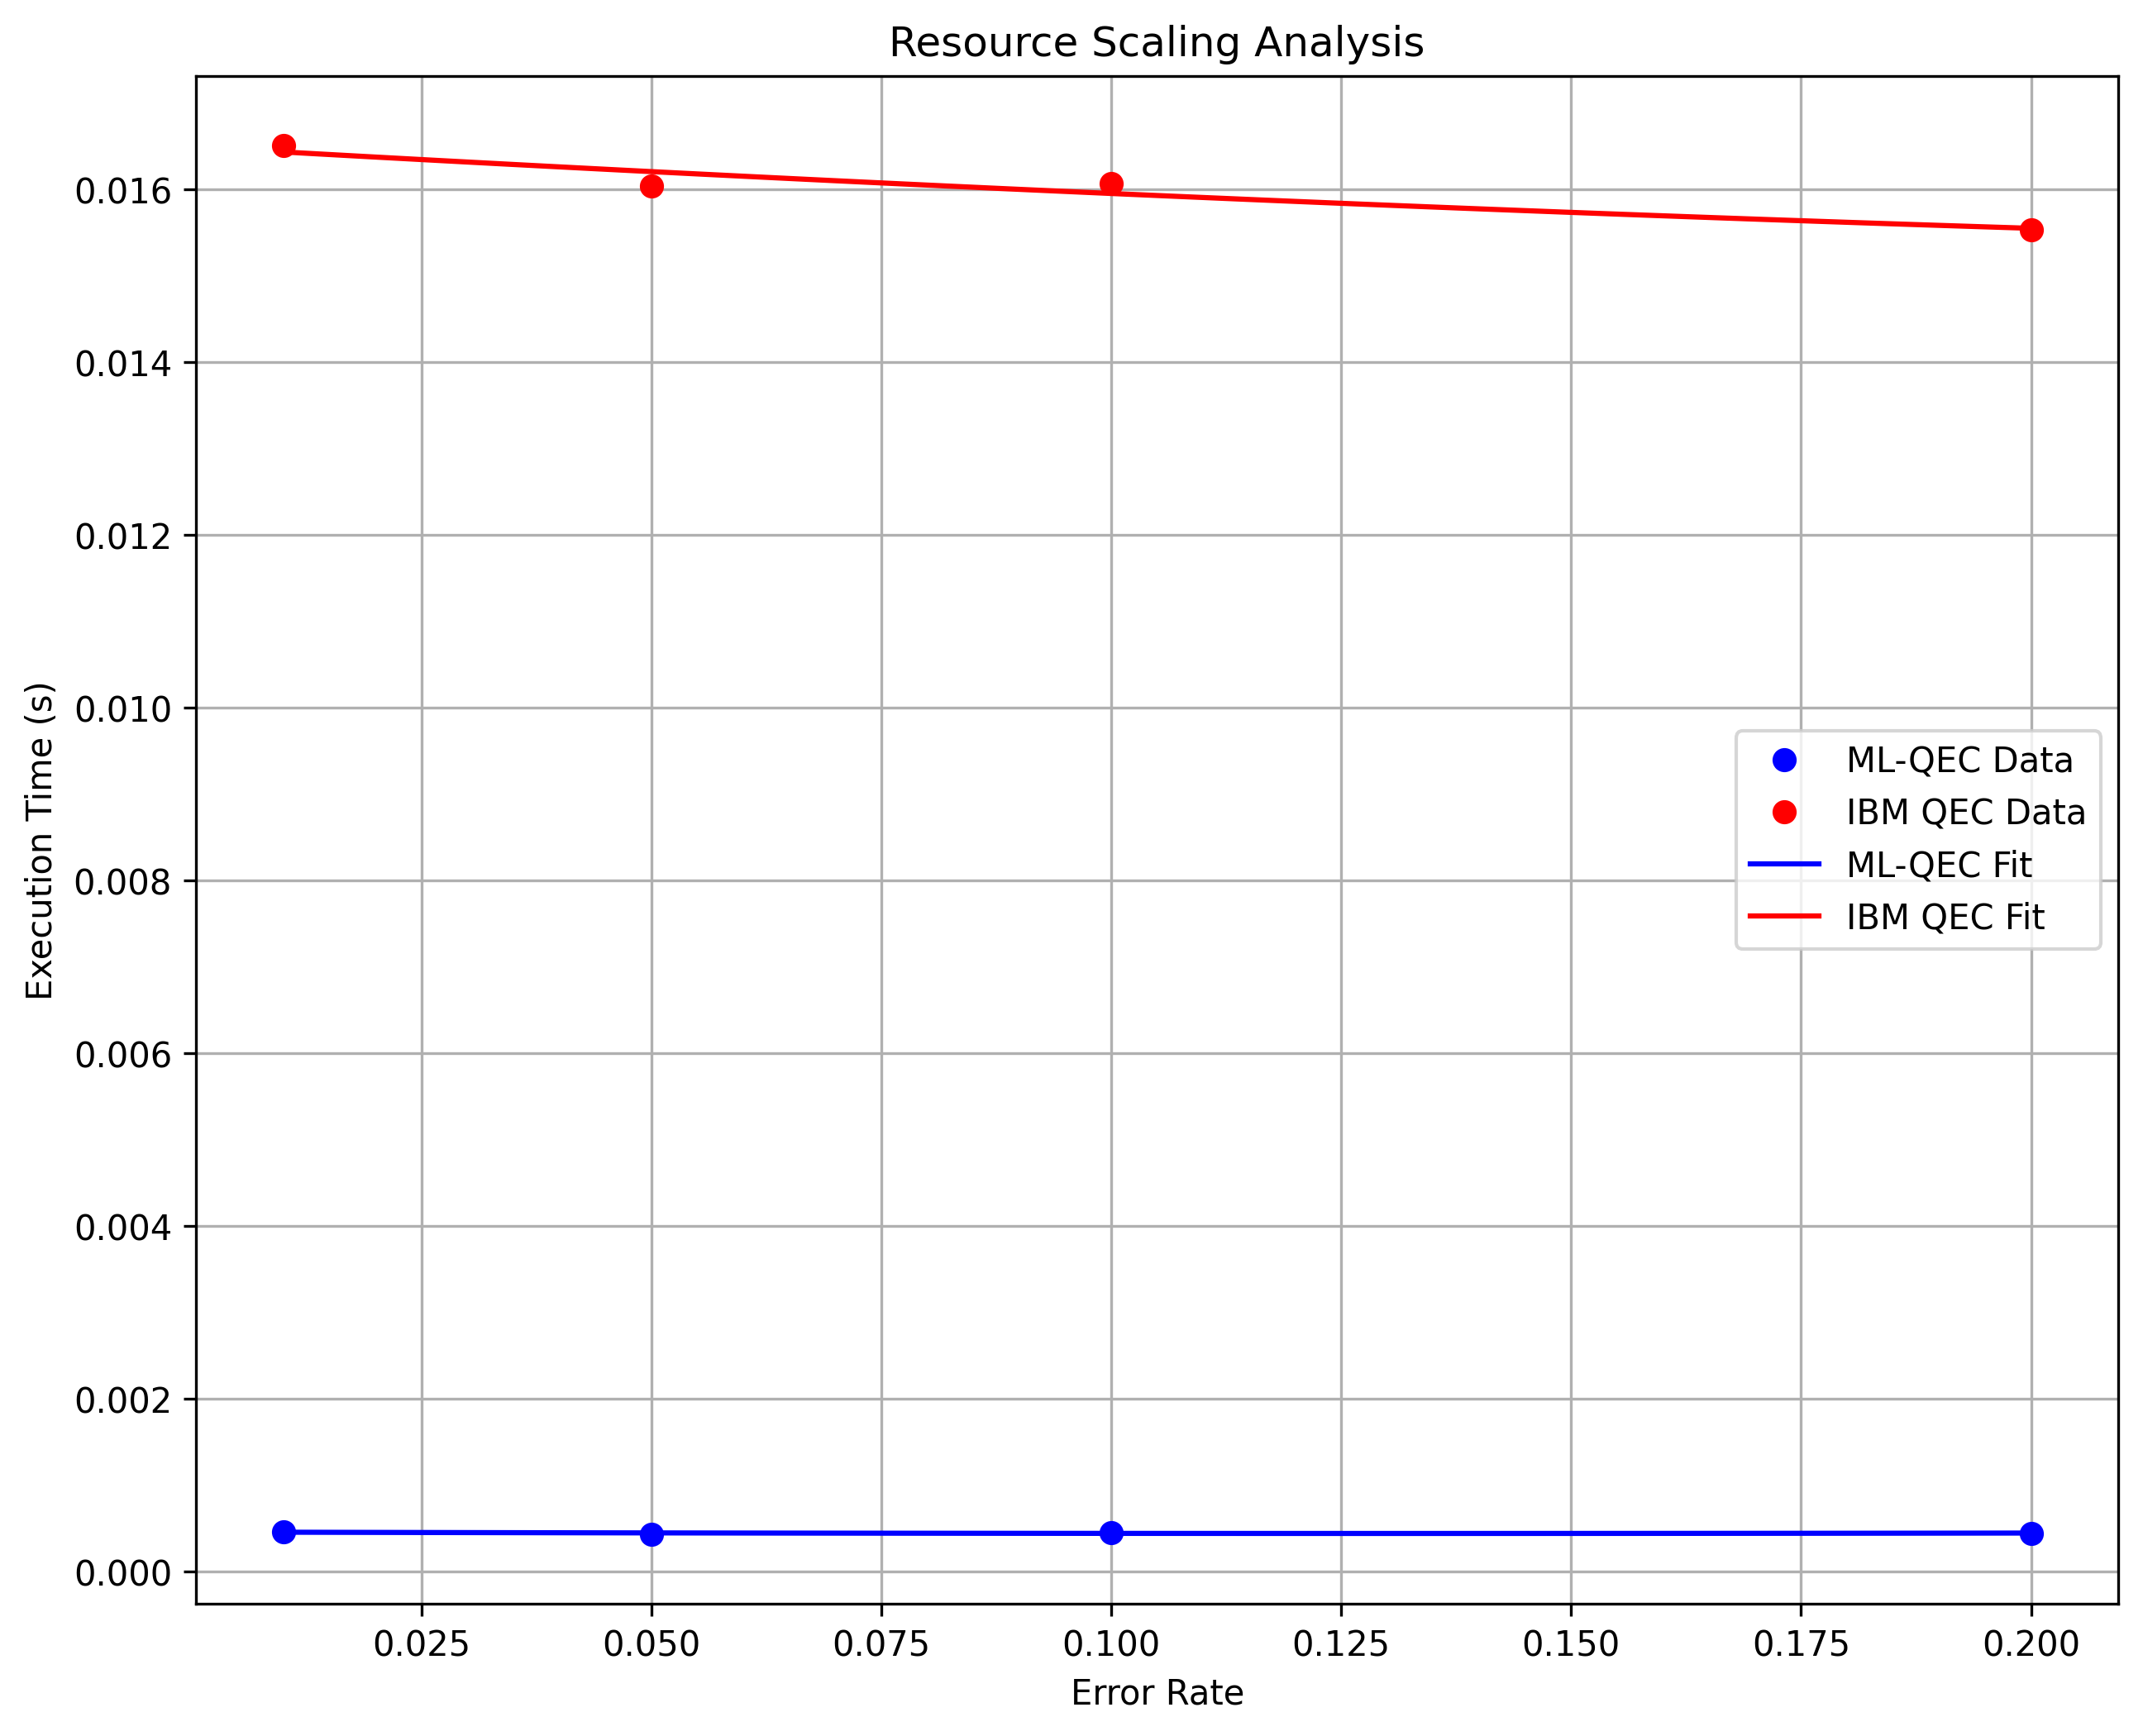 Resource Scaling Analysis
Execution Time (s)
0.016
0.014
0.012
0.010
0.008
0.006
0.004
0.002
0.000
ML-QEC Data
IBM QEC Data
ML-QEC Fit
IBM QEC Fit
0.025 0.050 0.075 0.100 0.125 0.150 0.175 0.200
Error Rate